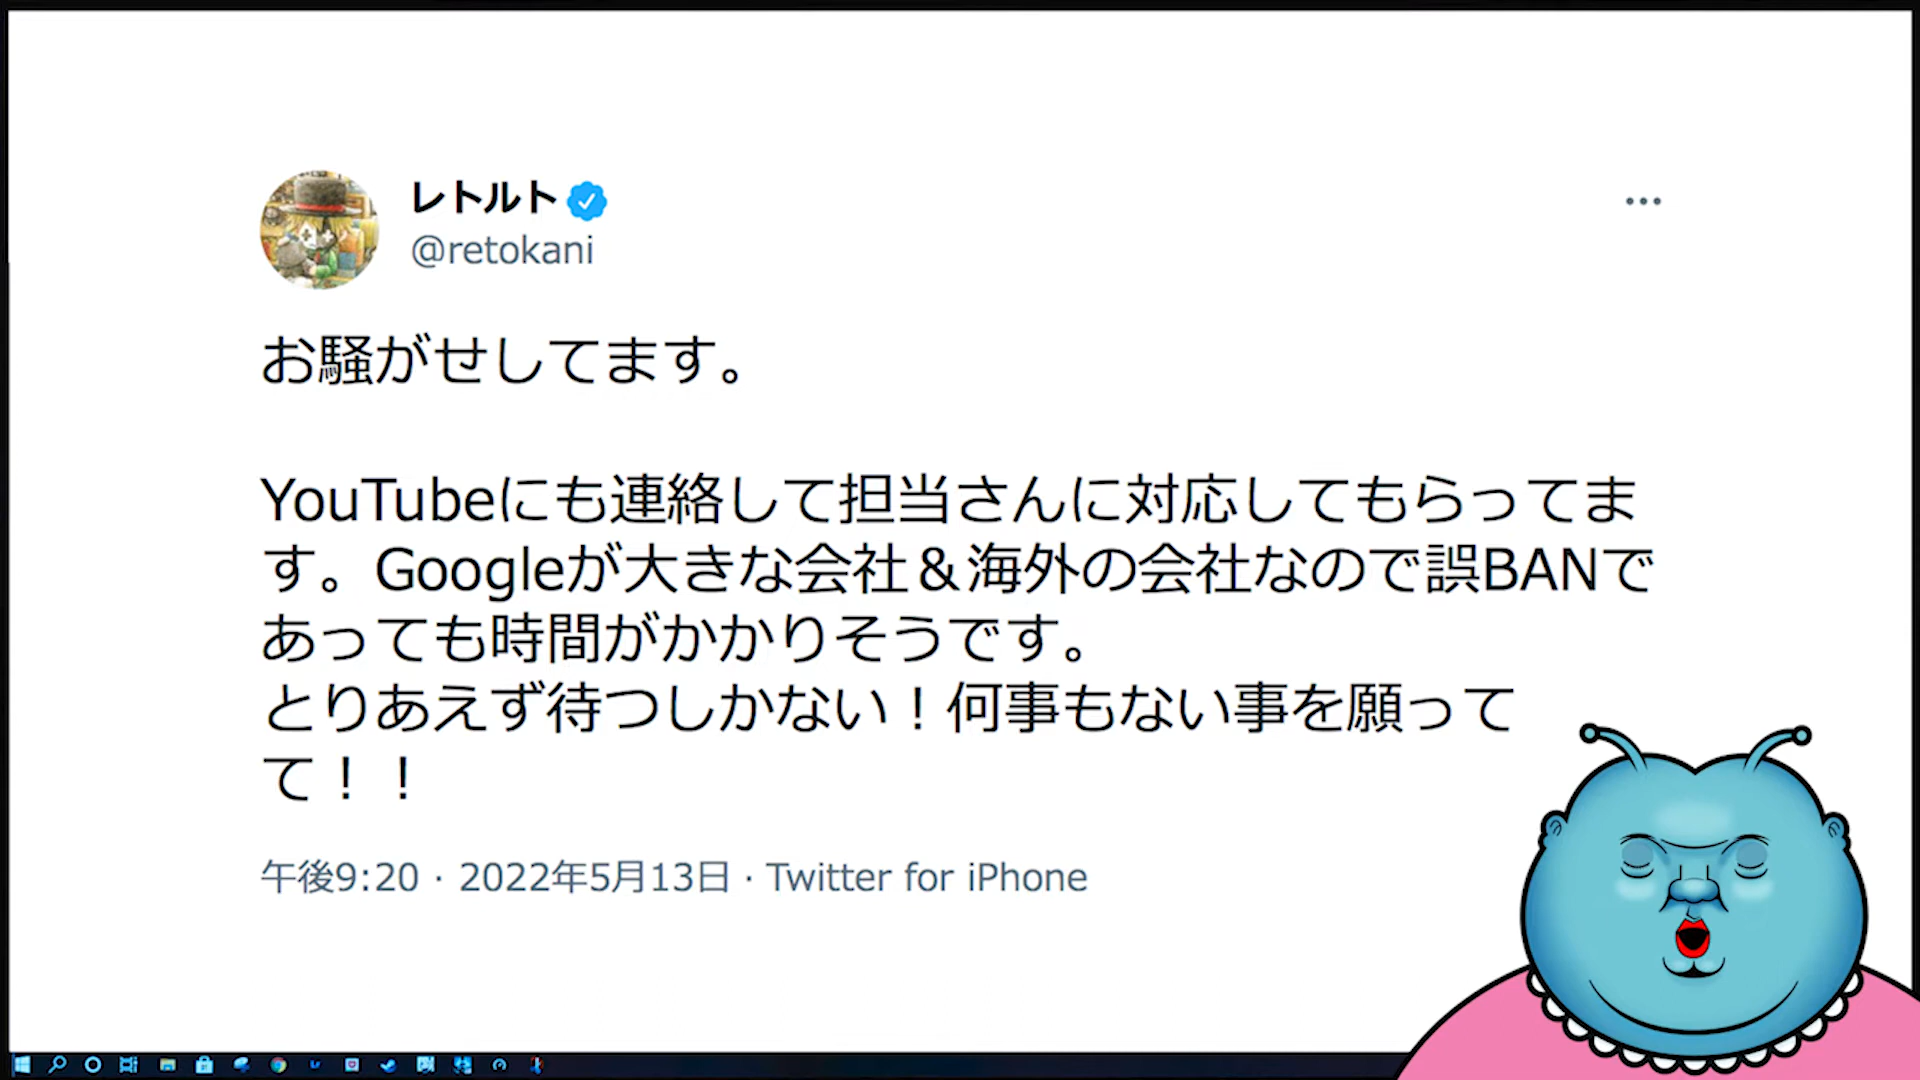 レトルト
@retokani
お騒がせしてます。
YouTubeにも連絡して担当さんに対応してもらってま
す。Googleが大きな会社＆海外の会社なので誤BANで
あっても時間がかかりそうです。
とりあえず待つしかない！何事もない事を願って
て！！
午後9:20 · 2022年5月13日 · Twitter for iPhone